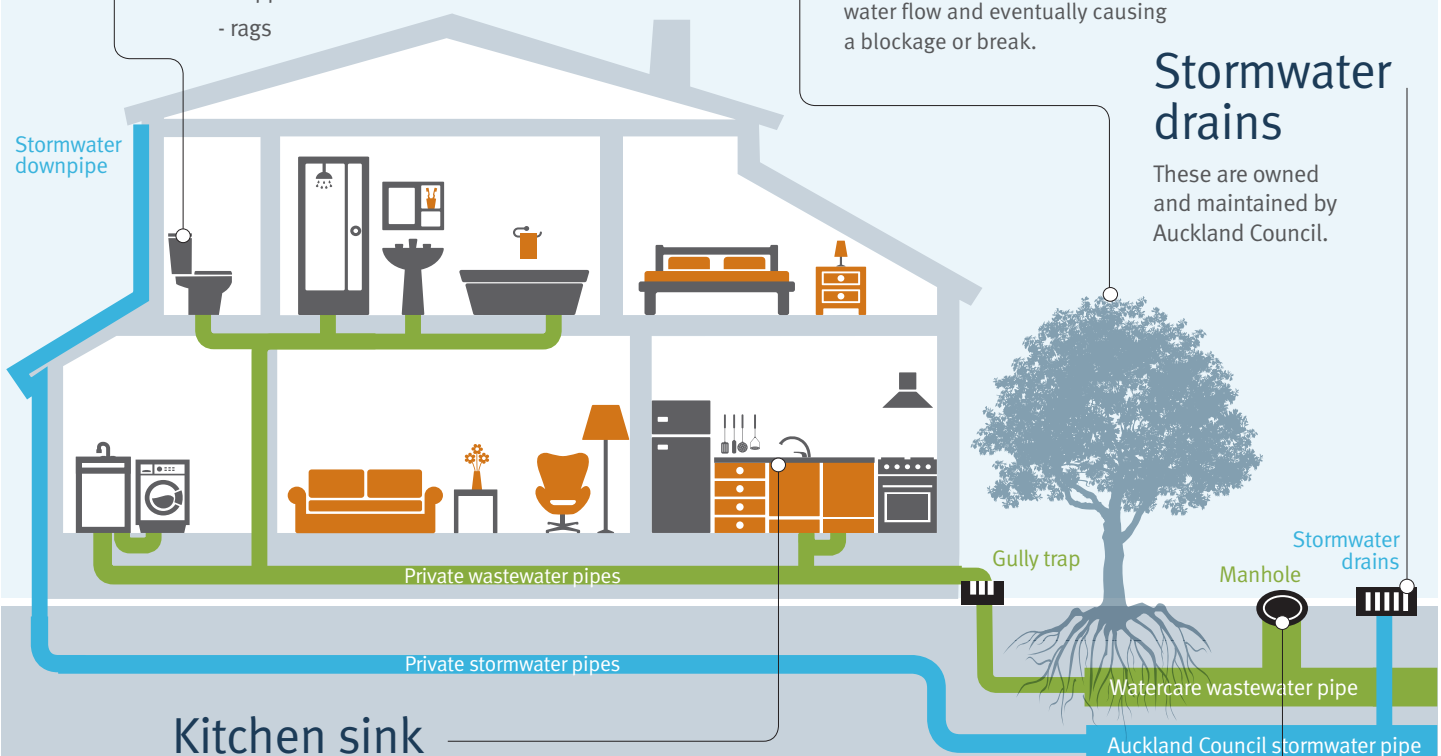 - rags
water flow and eventually causing
a blockage or break.
Stormwater
drains
These are owned
and maintained by
Auckland Council.
Stormwater
downpipe
Gully trap
Manhole
Stormwater
drains
Private wastewater pipes
Private stormwater pipes
Watercare wastewater pipe
Kitchen sink
Auckland Council stormwater pipe